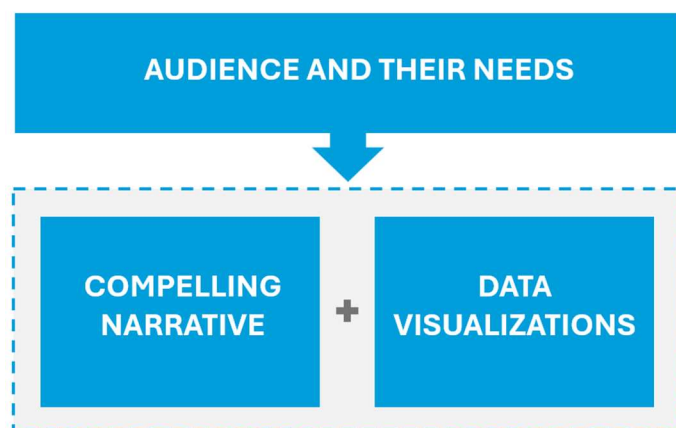 AUDIENCE AND THEIR NEEDS
COMPELLING
NARRATIVE
+
DATA
VISUALIZATIONS